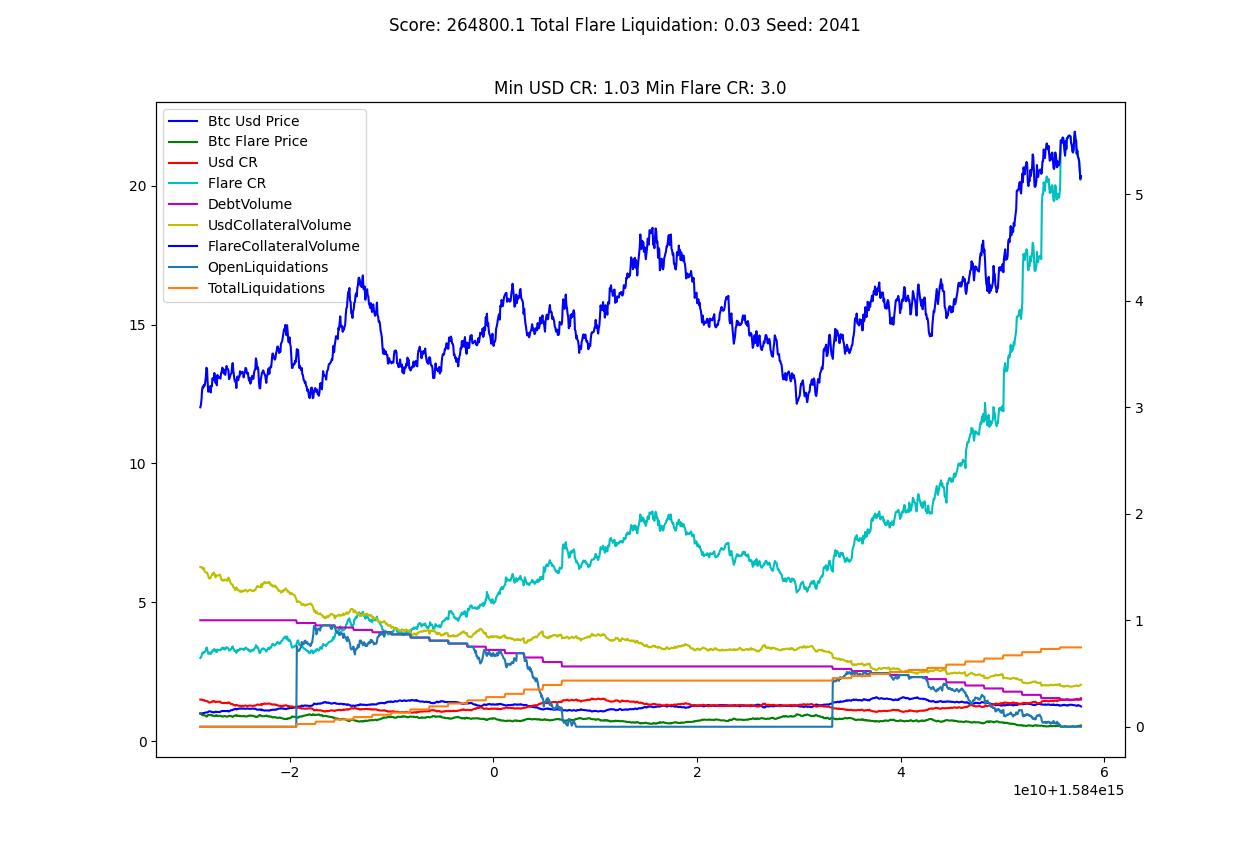 Score: 264800.1 Total Flare Liquidation: 0.03 Seed: 2041
Min USD CR: 1.03 Min Flare CR: 3.0
Btc Usd Price
Btc Flare Price
Usd CR
Flare CR
DebtVolume
UsdCollateralVolume
FlareCollateralVolume
OpenLiquidations
TotalLiquidations
20
15
10
5
0
5
4
3
2
1
0
−2
0
2
4
6
1e10+1.584e15